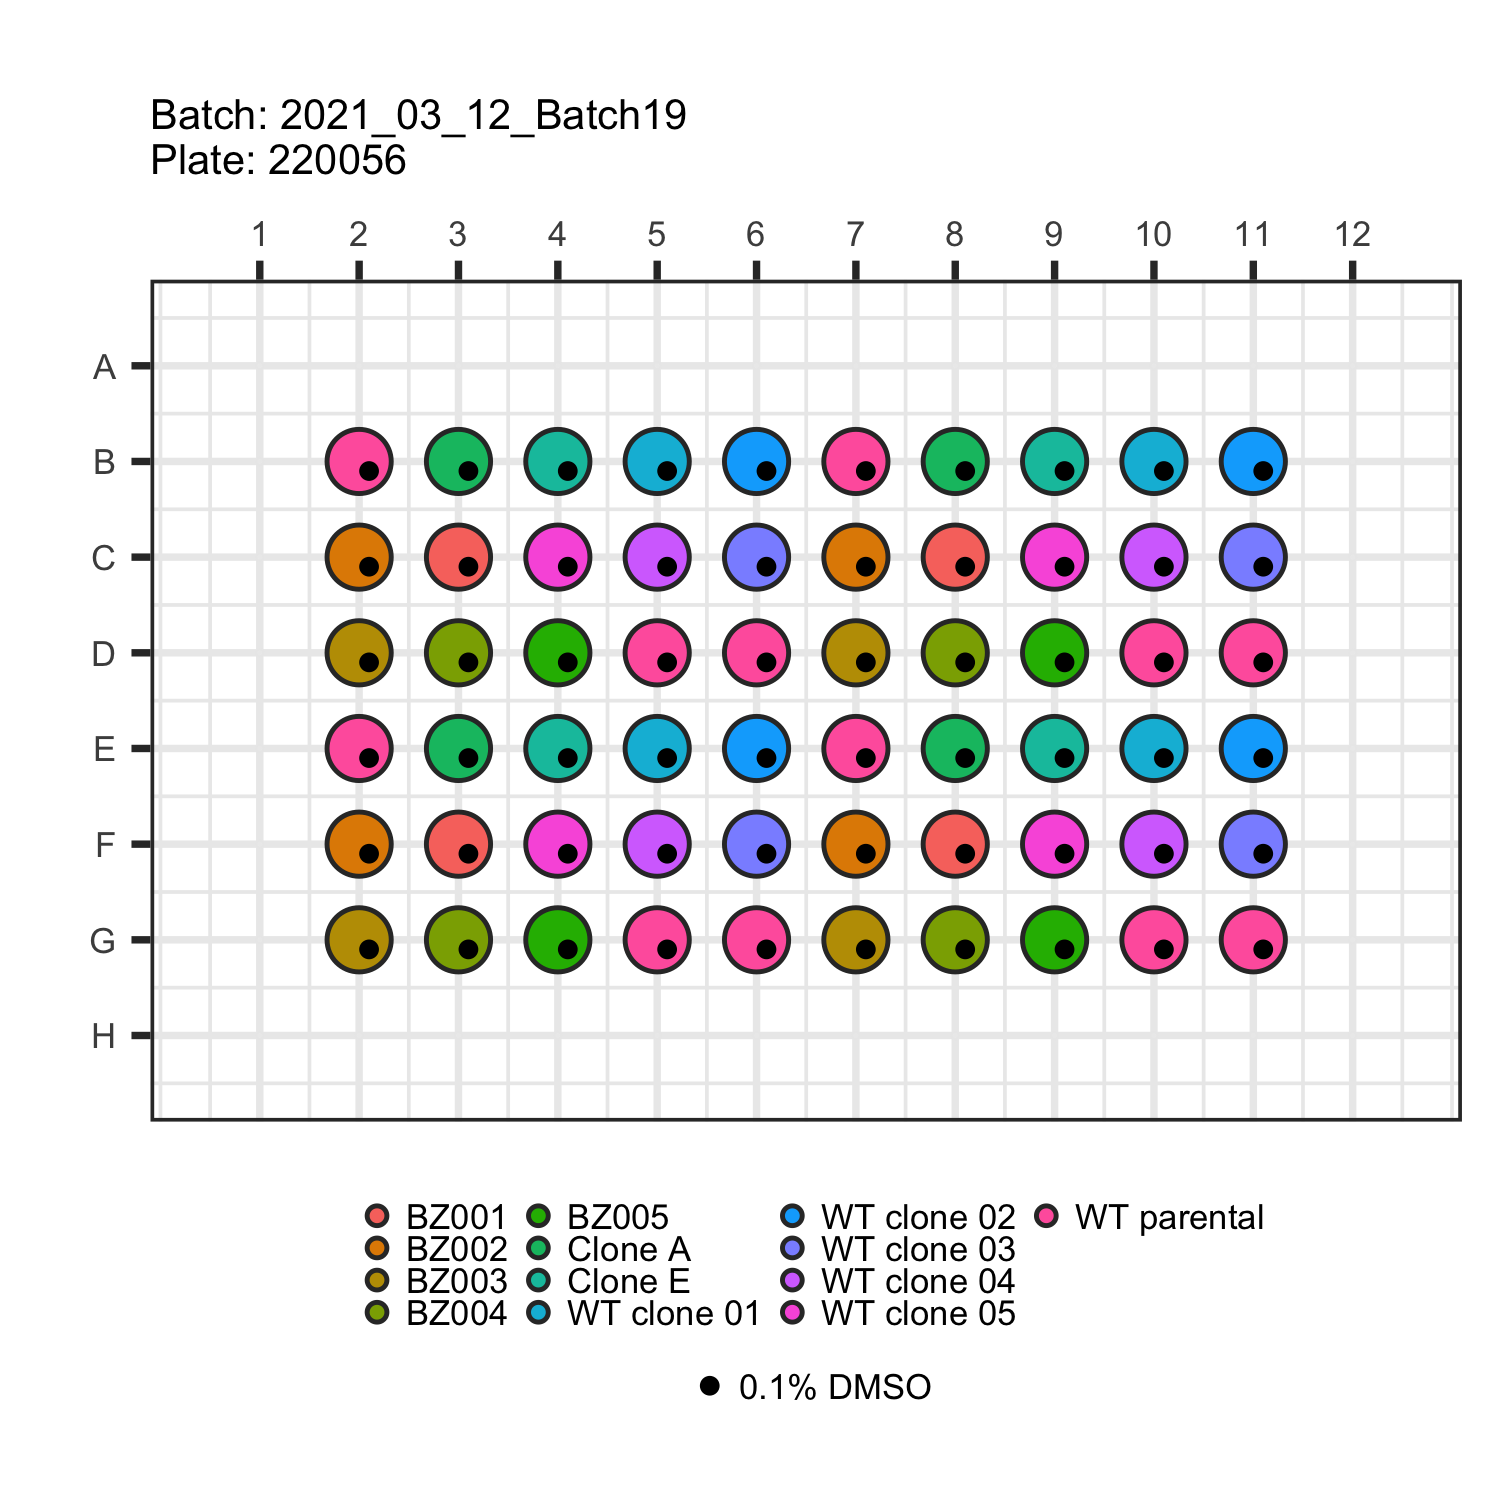 Batch: 2021_03_12_Batch19
Plate: 220056
1 2 3 4 5 6 7 8 9 10 11 12
A
B
C
D
E
F
G
H
BZ001 BZ005 WT clone 02 WT parental
BZ002 Clone A WT clone 03
BZ003 Clone E WT clone 04
BZ004 WT clone 01 WT clone 05
0.1% DMSO